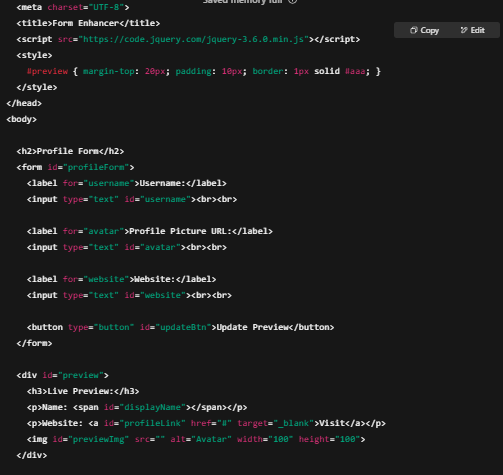 Saved memory full
<meta charset="UTF-8">
<title>Form Enhancer</title>
<script src="https://code.jquery.com/jquery-3.6.0.min.js"></script>
Copy Edit
<style>
#preview { margin-top: 20px; padding: 10px; border: 1px solid #aaa; }
</style>
</head>
<body>
<h2>Profile Form</h2>
<form id="profileForm">
<label for="username">Username:</label>
<input type="text" id="username"><br><br>
<label for="avatar">Profile Picture URL:</label>
<input type="text" id="avatar"><br><br>
<label for="website">Website:</label>
<input type="text" id="website"><br><br>
<button type="button" id="updateBtn">Update Preview</button>
</form>
<div id="preview">
<h3>Live Preview:</h3>
<p>Name: <span id="displayName"></span></p>
<p>Website: <a id="profileLink" href="#" target="_blank">Visit</a></p>
<img id="previewImg" src="" alt="Avatar" width="100" height="100">
</div>